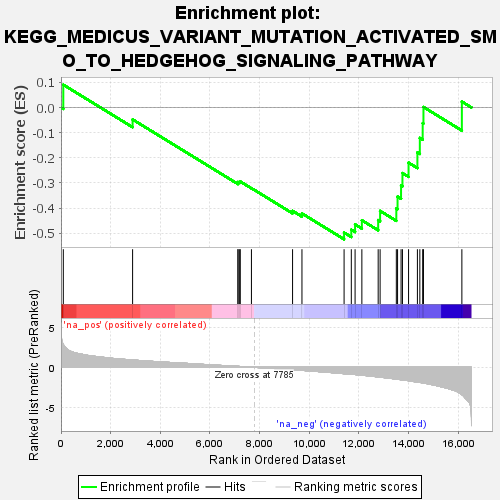 Enrichment plot:
KEGG_MEDICUS_VARIANT_MUTATION_ACTIVATED_SM
O_TO_HEDGEHOG_SIGNALING_PATHWAY
Enrichment score (ES)
0.1
0.0
-0.1
-0.2
-0.3
-0.4
-0.5
Ranked list metric (PreRanked)
5
0
-5
'na_pos' (positively correlated)
Zero cross at 7785
'na_neg' (negatively correlated)
0
2,000
4,000
6,000
8,000
10,000
12,000
14,000
16,000
Rank in Ordered Dataset
Enrichment profile
Hits
Ranking metric scores